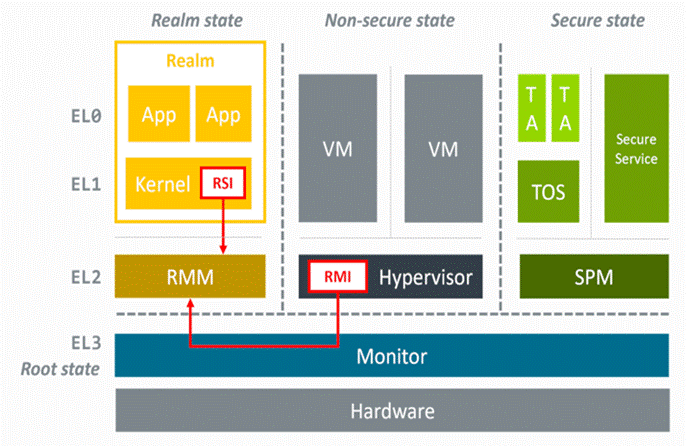 Realm state
Non-secure state
Secure state
Realm
EL0
App
App
VM
VM
T
A
T
A
Secure
Service
EL1
Kernel
RSI
TOS
EL2
RMM
RMI
Hypervisor
SPM
EL3
Root state
Monitor
Hardware